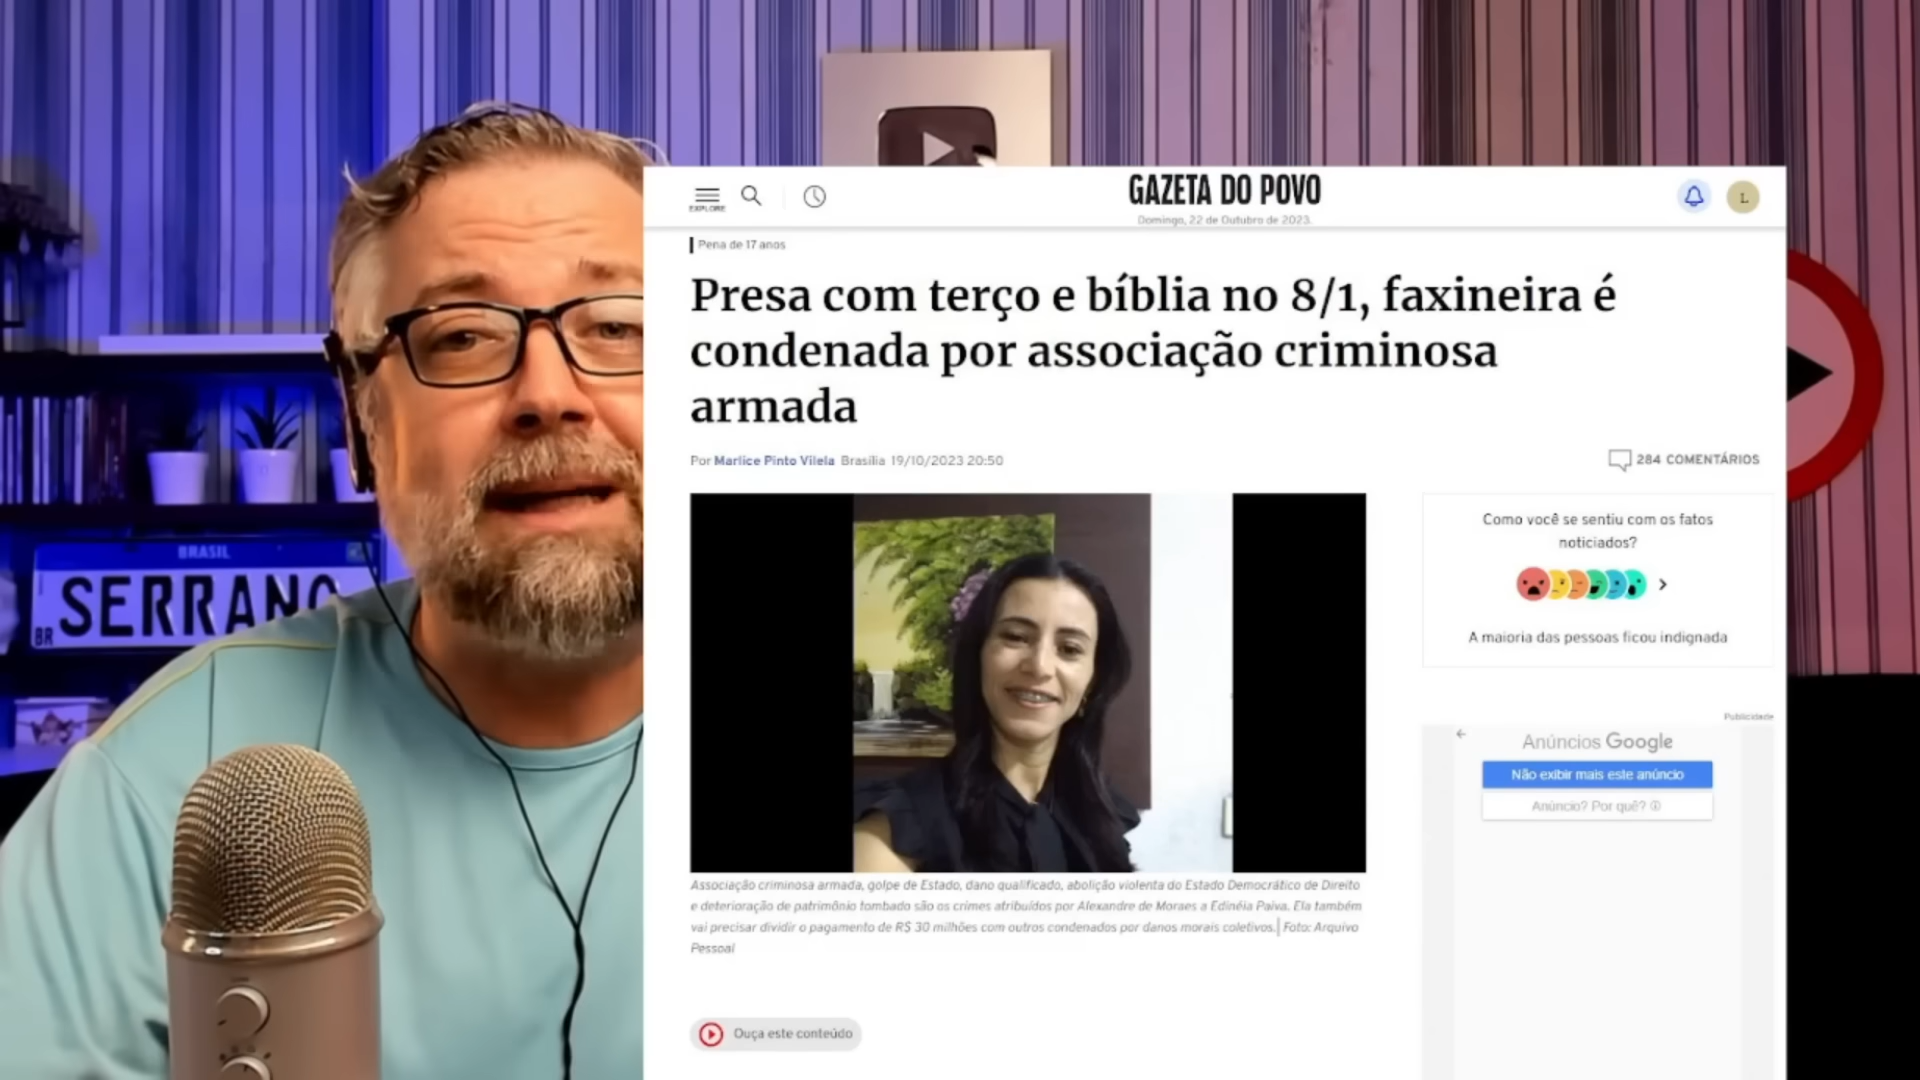 BRASIL
SERRANO
BR
EXPLORE
GAZETA DO POVO
Domingo, 22 de Outubro de 2023.
L
Pena de 17 anos
Presa com terço e bíblia no 8/1, faxineira é
condenada por associação criminosa
armada
Por Marlice Pinto Vilela Brasília 19/10/2023 20:50
284 COMENTÁRIOS
Associação criminosa armada, golpe de Estado, dano qualificado, abolição violenta do Estado Democrático de Direito
e deterioração de patrimônio tombado são os crimes atribuídos por Alexandre de Moraes a Edinéia Paiva. Ela também
vai precisar dividir o pagamento de R$ 30 milhões com outros condenados por danos morais coletivos.| Foto: Arquivo
Pessoal
Ouça este conteúdo
Como você se sentiu com os fatos
noticiados?
A maioria das pessoas ficou indignada
Publicidade
Anúncios Google
Não exibir mais este anúncio
Anúncio? Por quê?